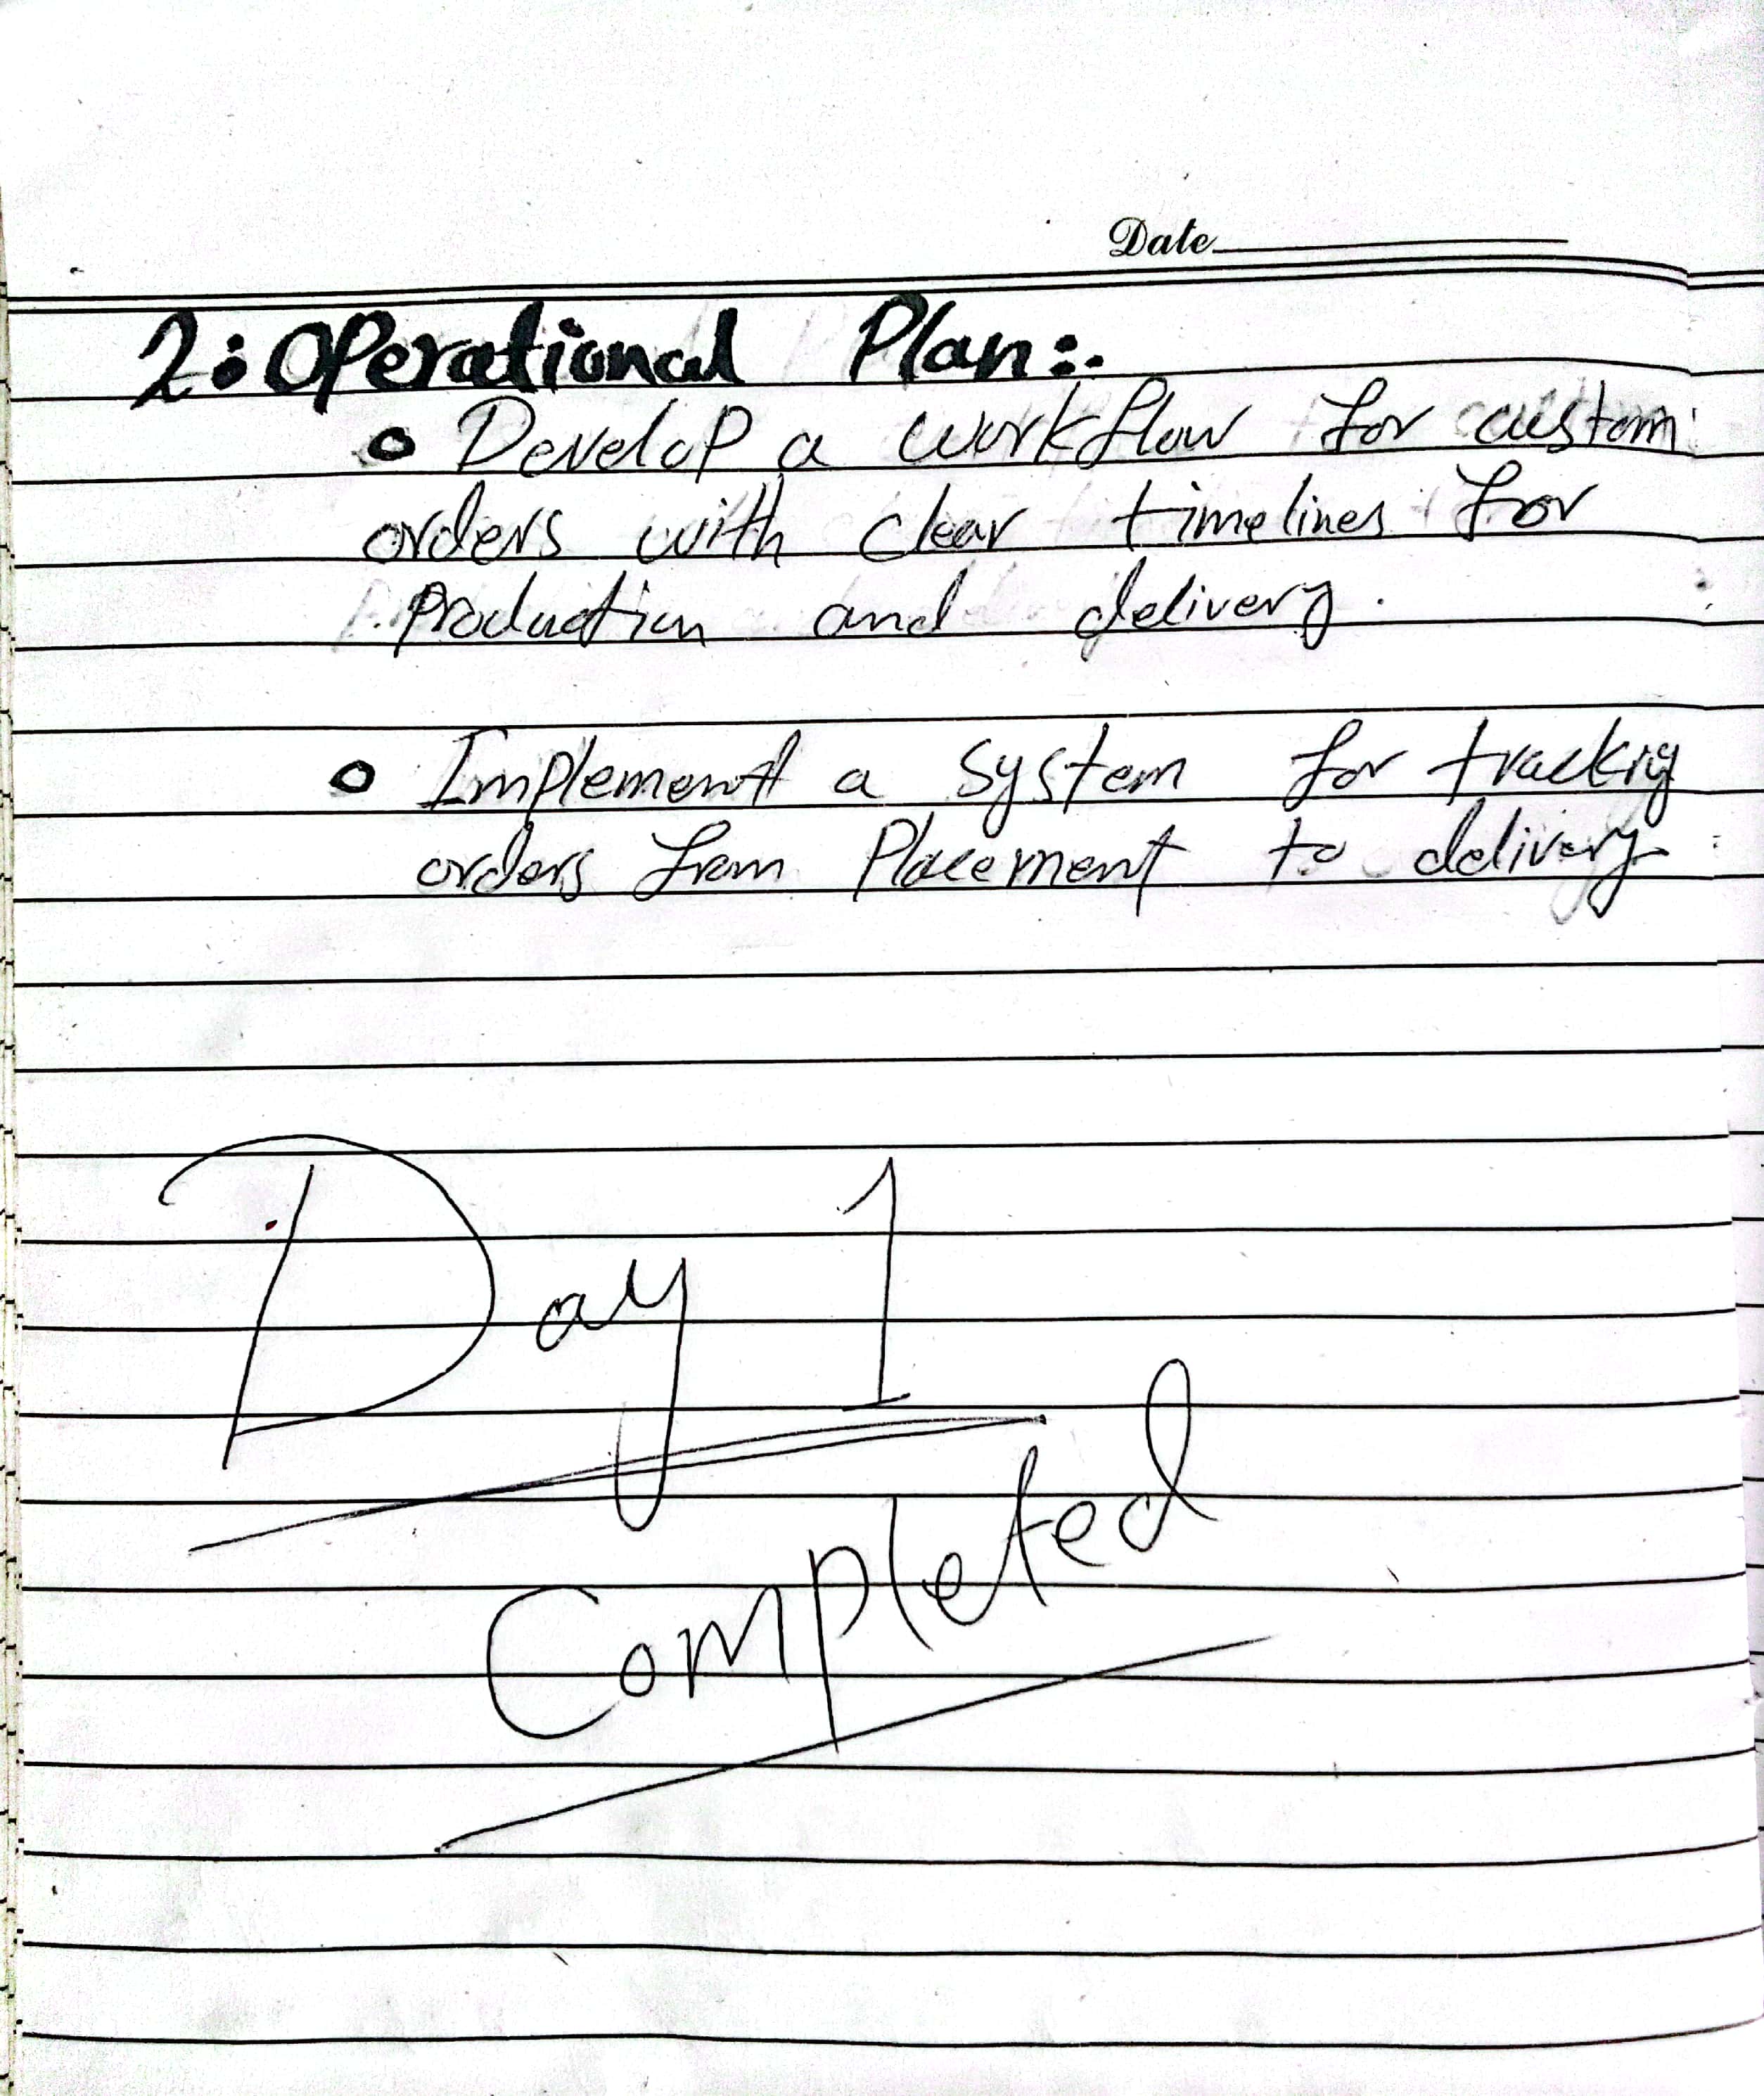 Date
2: Operational Plan:-
Develop a workflow for custom
orders with clear timelines for
production and delivery.
Implement a system for tracking
orders from Placement to delivery
Day 1
Completed